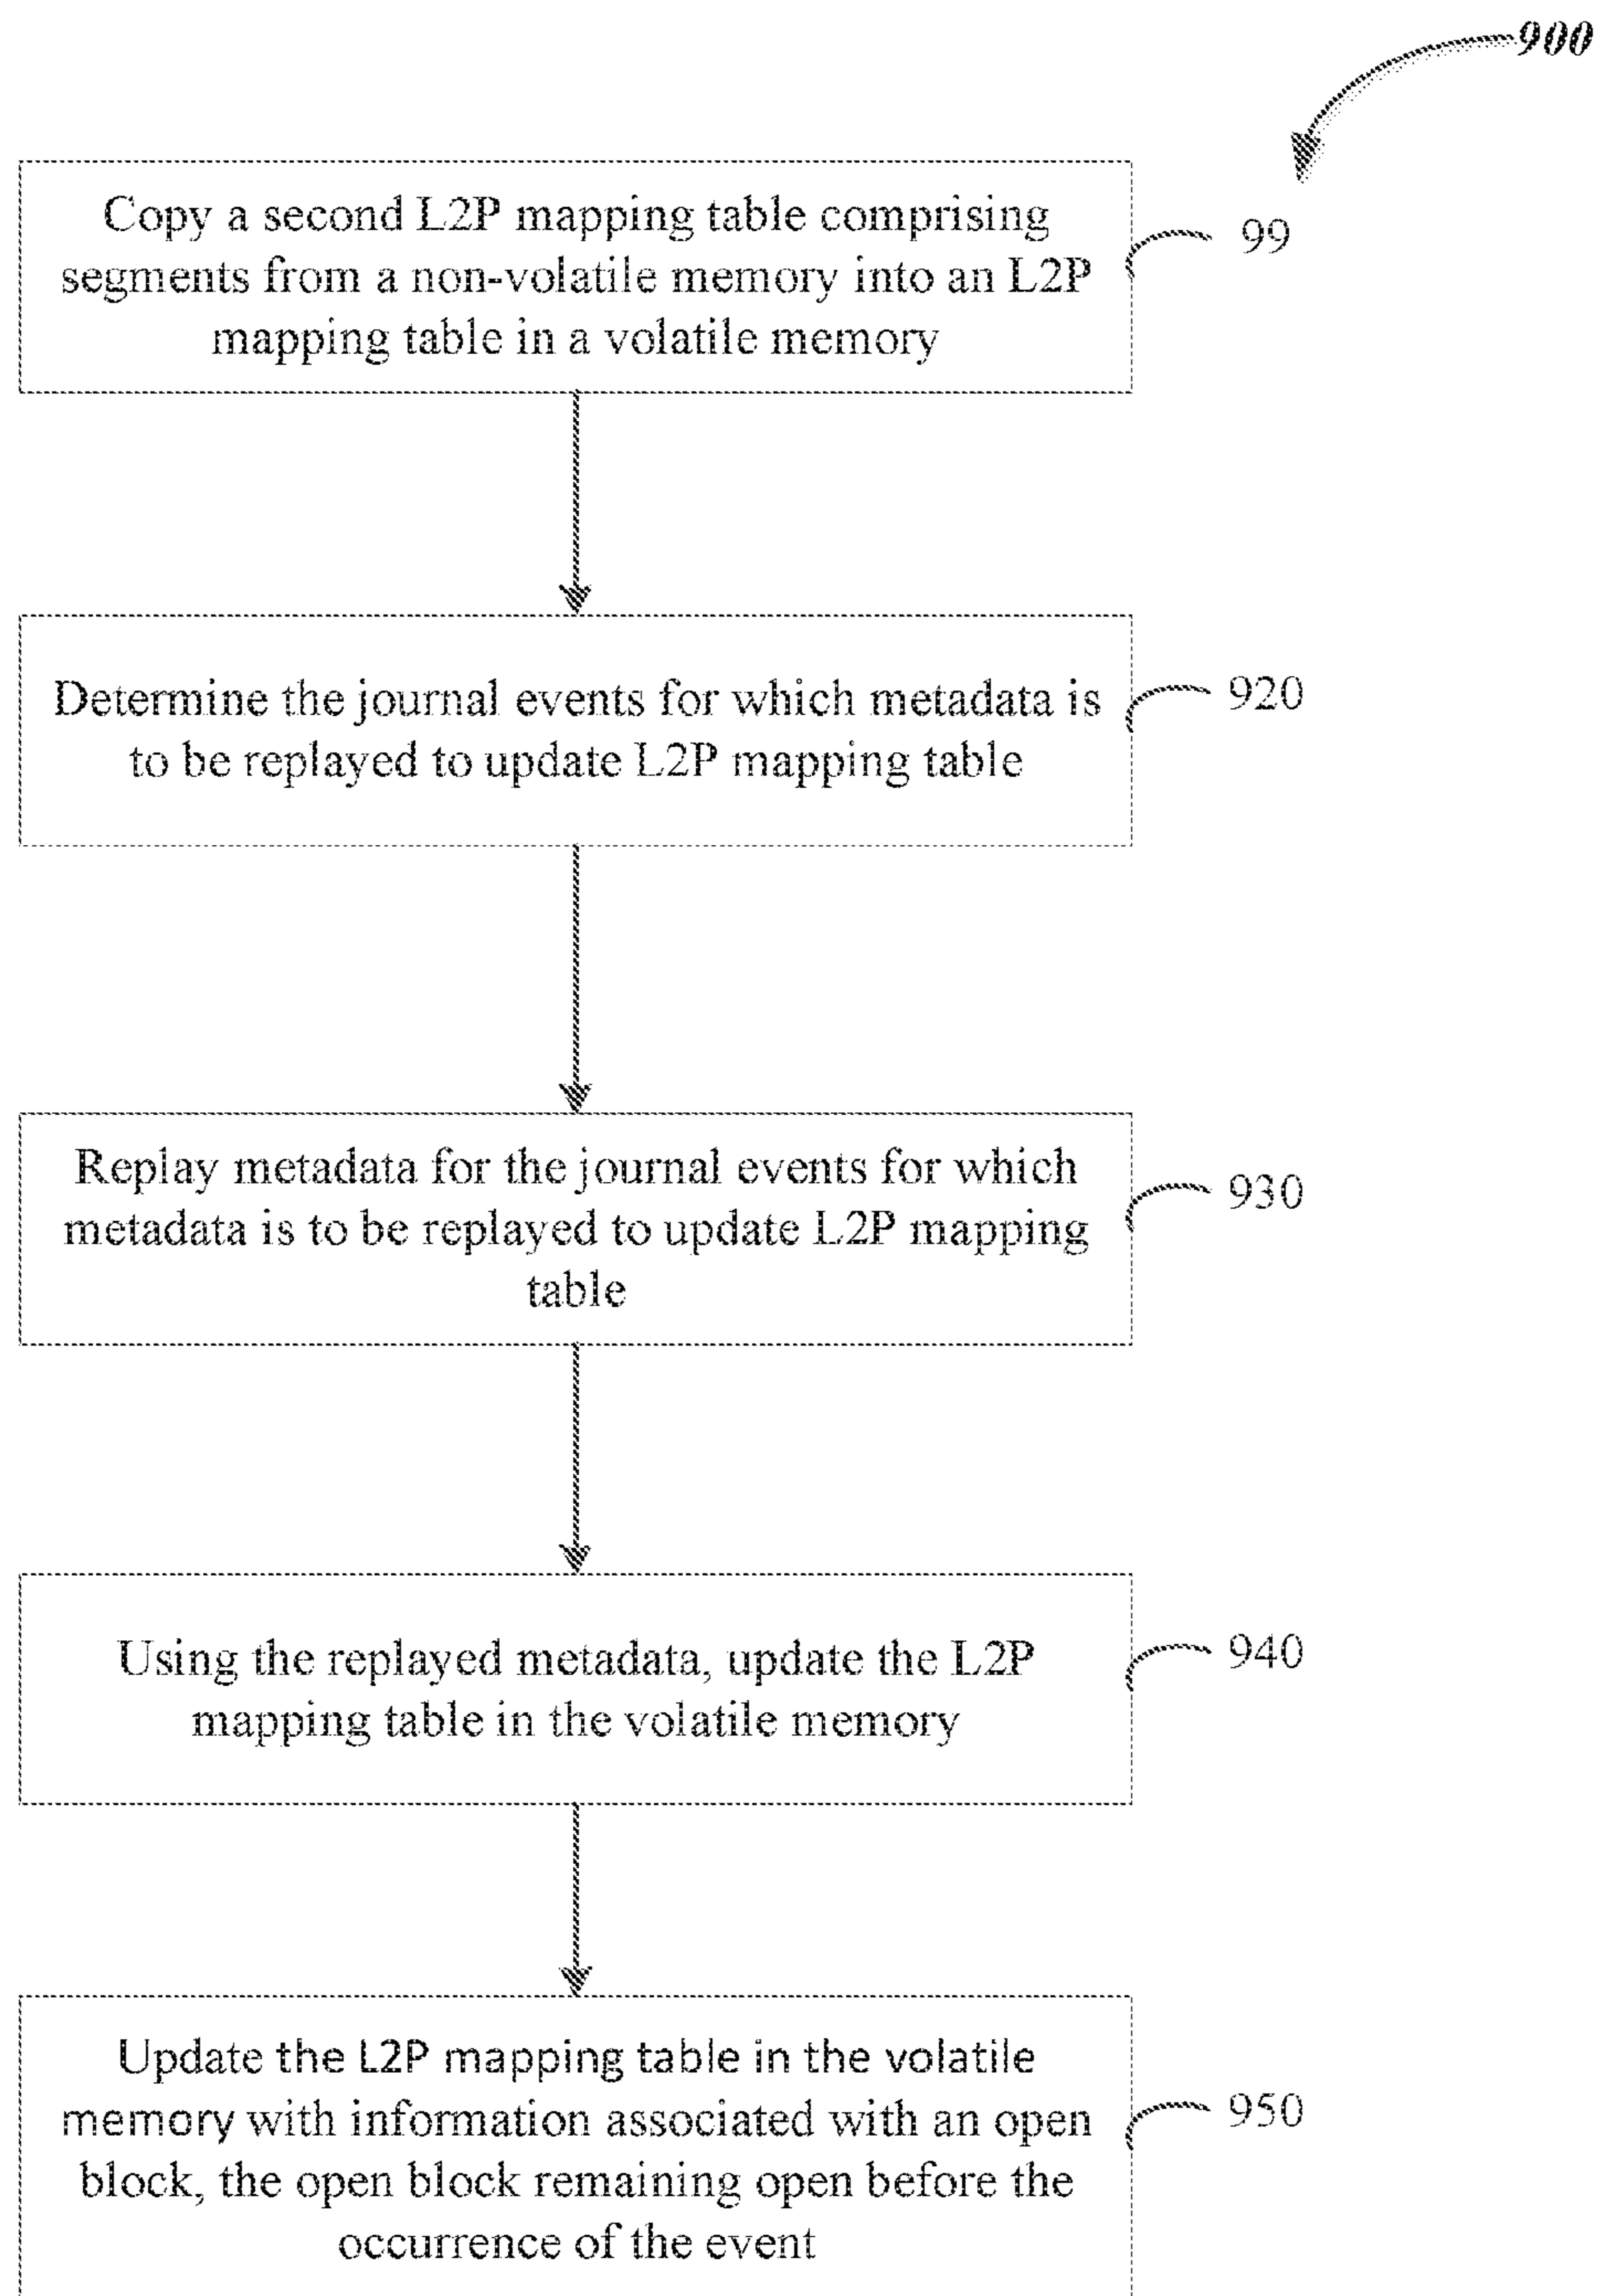 900
Copy a second L2P mapping table comprising
segments from a non-volatile memory into an L2P
mapping table in a volatile memory
99
Determine the journal events for which metadata is
to be replayed to update L2P mapping table
920
Replay metadata for the journal events for which
metadata is to be replayed to update L2P mapping
table
930
Using the replayed metadata, update the L2P
mapping table in the volatile memory
940
Update the L2P mapping table in the volatile
memory with information associated with an open
block, the open block remaining open before the
occurrence of the event
950